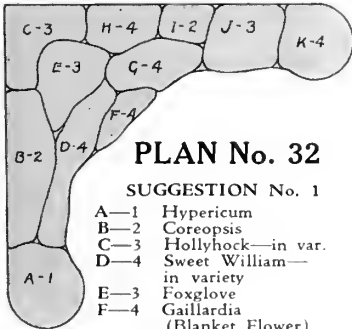 C-3
H-4
I-2
J-3
K-4
E-3
G-4
F-4
B-2
D-4
A-1
PLAN No. 32
SUGGESTION No. 1
A—1 Hypericum
B—2 Coreopsis
C—3 Hollyhock—in var.
D—4 Sweet William—
in variety
E—3 Foxglove
F—4 Gaillardia
(Blanket Flower)